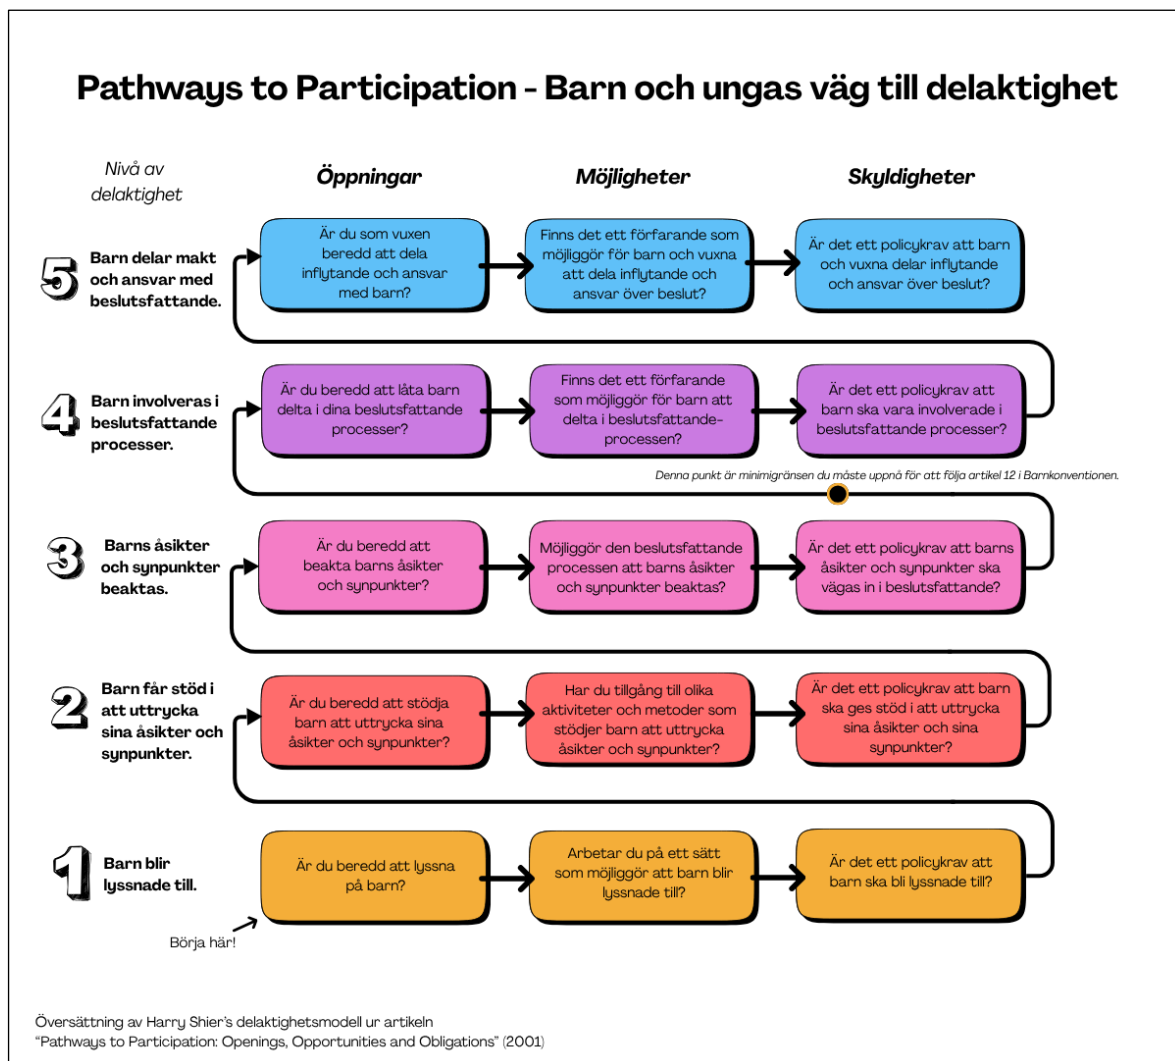 Pathways to Participation - Barn och ungas väg till delaktighet
Nivå av
delaktighet
Öppningar
Möjligheter
Skyldigheter
5
Barn delar makt
och ansvar med
beslutsfattande.
Är du som vuxen
beredd att dela
inflytande och ansvar
med barn?
Finns det ett förfarande som
möjliggör för barn och vuxna
att dela inflytande och
ansvar över beslut?
Är det ett policykrav att barn
och vuxna delar inflytande
och ansvar över beslut?
4
Barn involveras i
beslutsfattande
processer.
Är du beredd att låta barn
delta i dina beslutsfattande
processer?
Finns det ett förfarande
som möjliggör för barn att
delta i beslutsfattande-
processen?
Är det ett policykrav att
barn ska vara involverade i
beslutsfattande processer?
Denna punkt är minimigränsen du måste uppnå för att följa artikel 12 i Barnkonventionen.
3
Barns åsikter
och synpunkter
beaktas.
Är du beredd att
beakta barns åsikter
och synpunkter?
Möjliggör den beslutsfattande
processen att barns åsikter
och synpunkter beaktas?
Är det ett policykrav att barns
åsikter och synpunkter ska
vägas in i beslutsfattande?
2
Barn får stöd i
att uttrycka
sina åsikter och
synpunkter.
Är du beredd att stödja
barn att uttrycka sina
åsikter och synpunkter?
Har du tillgång till olika
aktiviteter och metoder som
stödjer barn att uttrycka
åsikter och synpunkter?
Är det ett policykrav att barn
ska ges stöd i att uttrycka
sina åsikter och sina
synpunkter?
1
Barn blir
lyssnade till.
Är du beredd att lyssna
på barn?
Arbetar du på ett sätt
som möjliggör att barn blir
lyssnade till?
Är det ett policykrav att
barn ska bli lyssnade till?
Börja här!
Översättning av Harry Shier's delaktighetsmodell ur artikeln
"Pathways to Participation: Openings, Opportunities and Obligations" (2001)